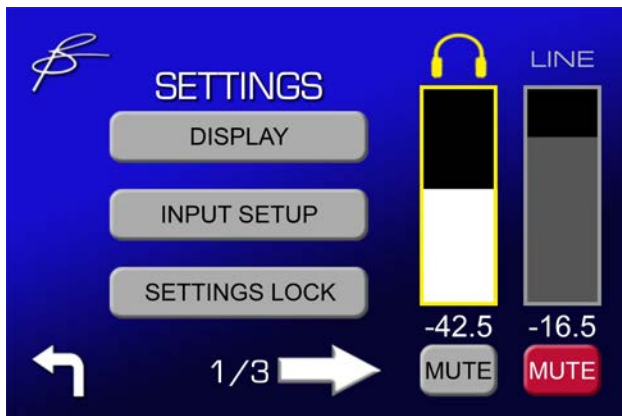 SETTINGS
DISPLAY
INPUT SETUP
SETTINGS LOCK
1/3
LINE
-42.5
-16.5
MUTE
MUTE